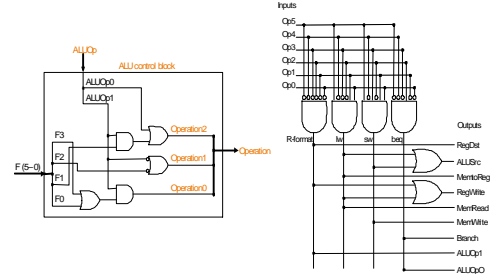 ALUOp
ALU control block
ALUOp0
ALUOp1
F3
F2
F (5–0)
F1
F0
Operation2
Operation1
Operation0
Operation
Inputs
Op5
Op4
Op3
Op2
Op1
Op0
R-format
lw
sw
beq
Outputs
RegDst
ALUSrc
MemtoReg
RegWrite
MemRead
MemWrite
Branch
ALUOp1
ALUOpO